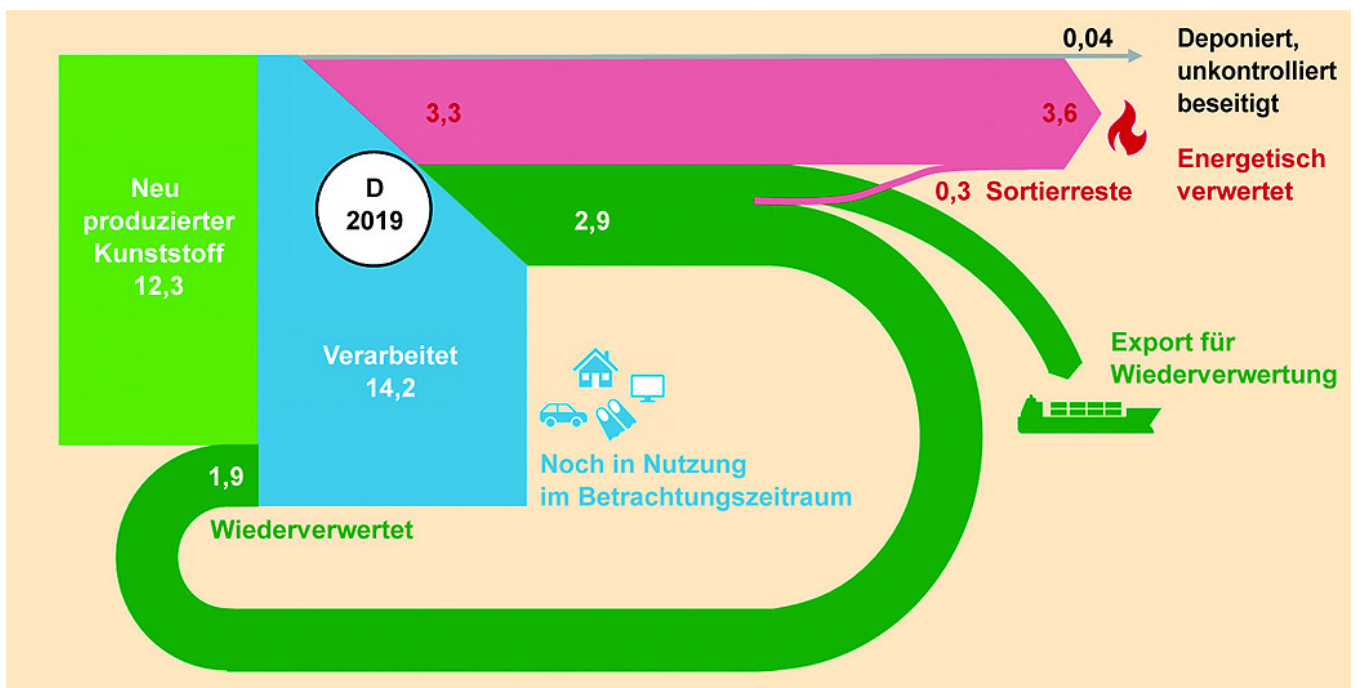 0,04
Deponiert,
unkontrolliert
beseitigt
3,3
3,6
Energetisch
verwertet
0,3 Sortierreste
Neu
produzierter
Kunststoff
12,3
D
2019
2,9
Verarbeitet
14,2
Export für
Wiederverwertung
Noch in Nutzung
im Betrachtungszeitraum
1,9
Wiederverwertet